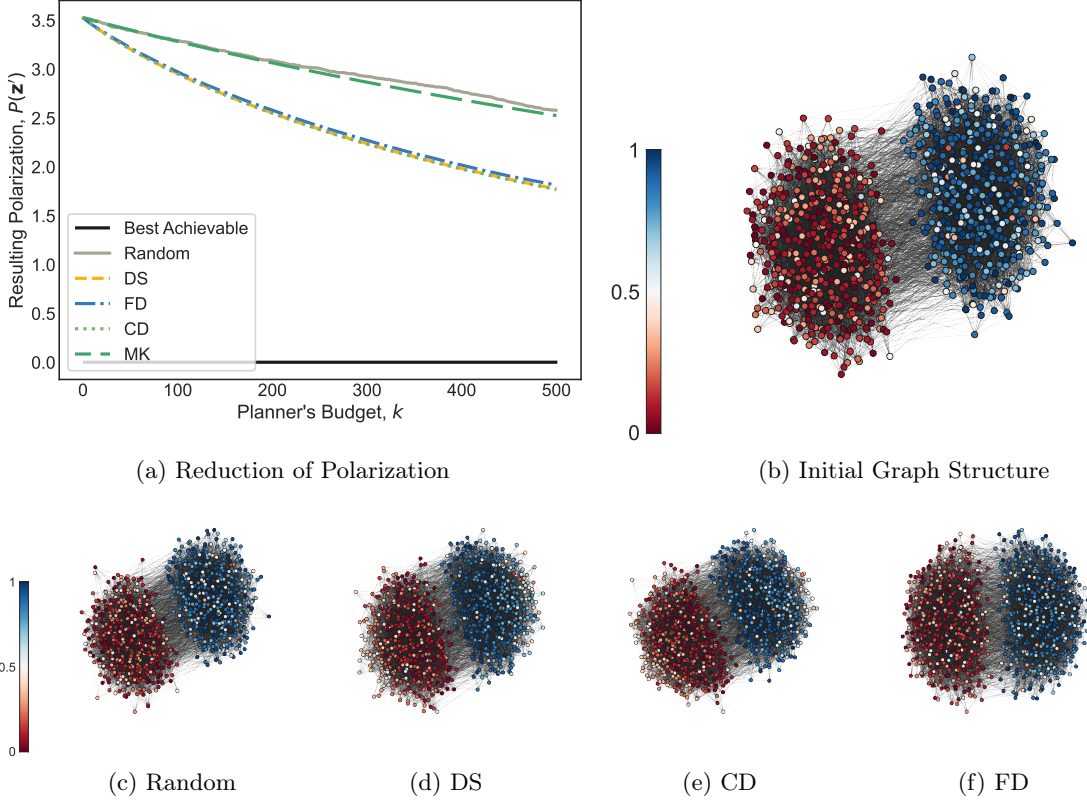 3.5
3.0
2.5
2.0
1.5
1.0
0.5
0.0
Resulting Polarization, P(z′)
Best Achievable
Random
DS
FD
CD
MK
0 100 200 300 400 500
Planner's Budget, k
(a) Reduction of Polarization
1
0.5
0
(b) Initial Graph Structure
1
0.5
0
(c) Random
(d) DS
(e) CD
(f) FD